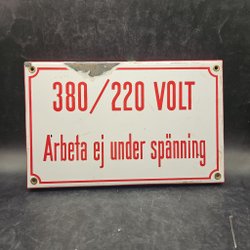 380/220 VOLT
Arbeta ej under spänning